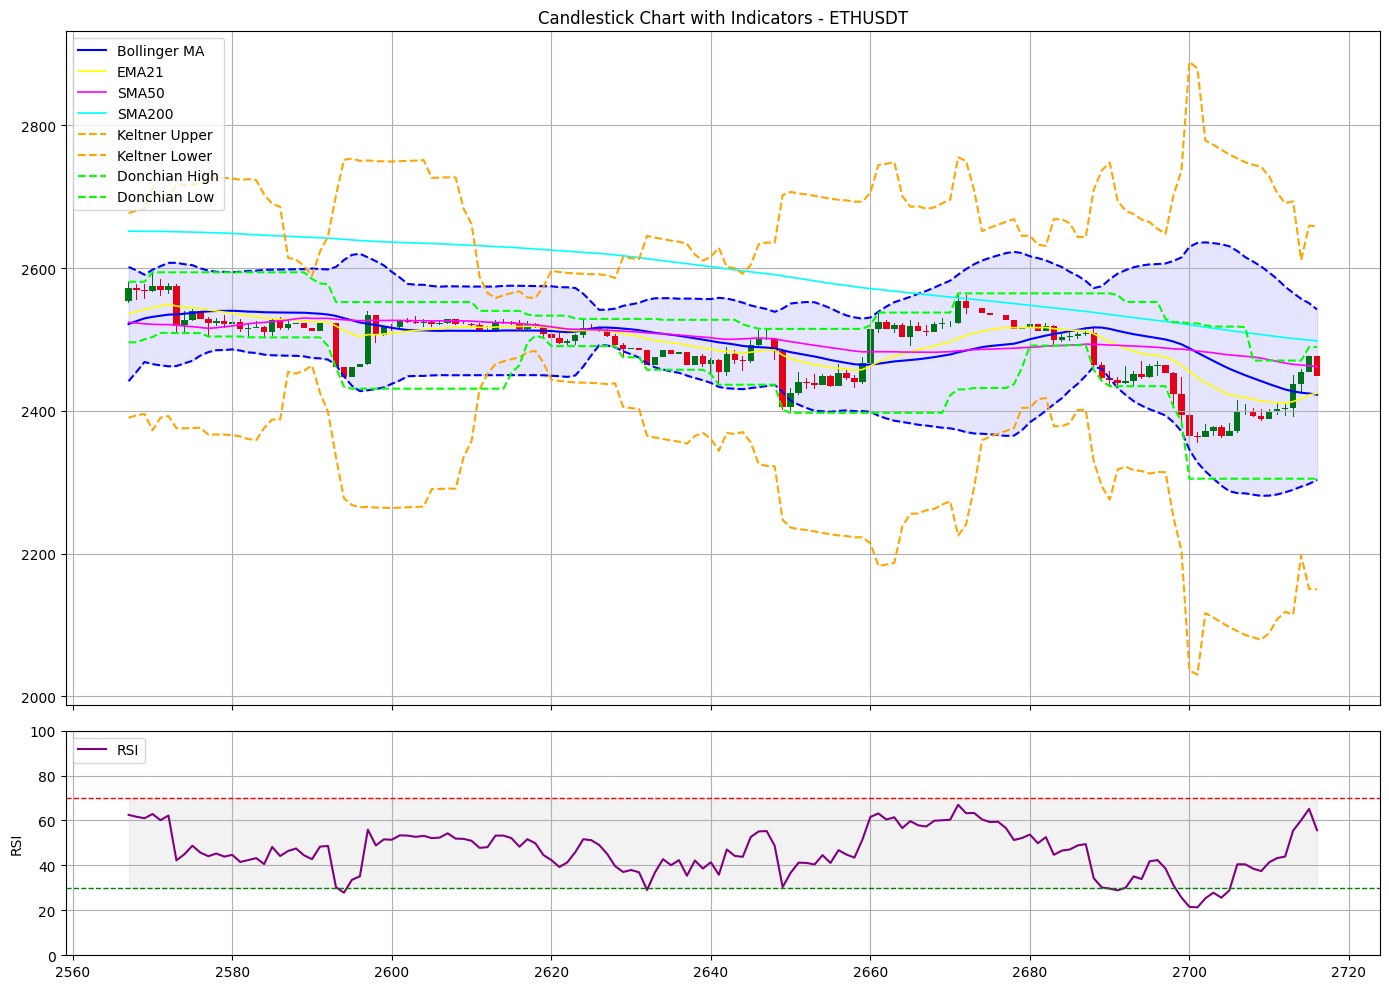 Candlestick Chart with Indicators - ETHUSDT
Bollinger MA
EMA21
SMA50
SMA200
Keltner Upper
Keltner Lower
Donchian High
Donchian Low
2800
2600
2400
2200
2000
RSI
100
80
60
40
20
0
RSI
2560 2580 2600 2620 2640 2660 2680 2700 2720